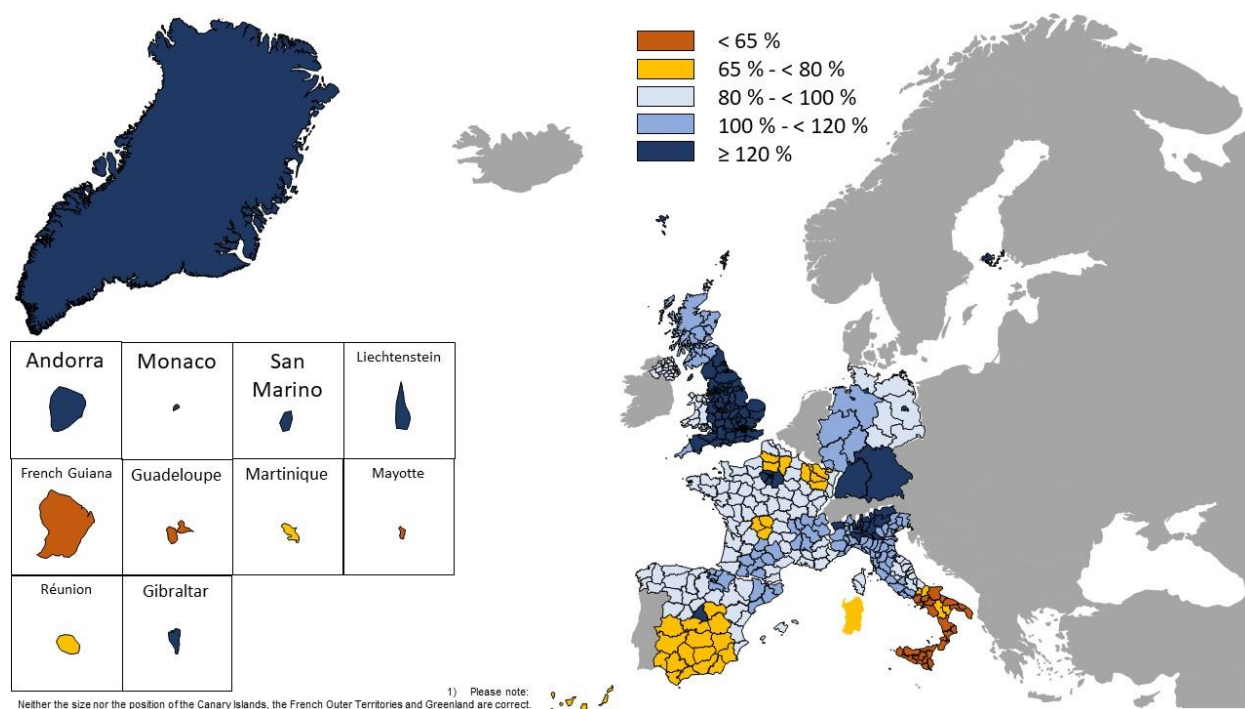 < 65 %
65 % - < 80 %
80 % - < 100 %
100 % - < 120 %
≥ 120 %
Andorra
Monaco
San
Marino
Liechtenstein
French Guiana
Guadeloupe
Martinique
Mayotte
Réunion
Gibraltar
1) Please note:
Neither the size nor the position of the Canary Islands, the French Outer Territories and Greenland are correct.